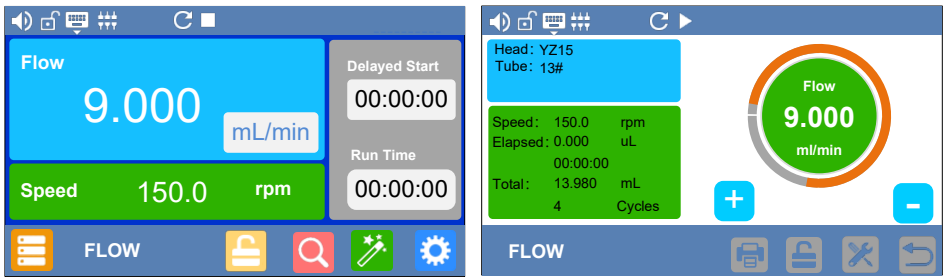 Flow
9.000
mL/min
Speed 150.0 rpm
Delayed Start
00:00:00
Run Time
00:00:00
FLOW
Head: YZ15
Tube: 13#
Speed: 150.0 rpm
Elapsed: 0.000 uL
00:00:00
Total: 13.980 mL
4 Cycles
Flow
9.000
ml/min
+
-
FLOW